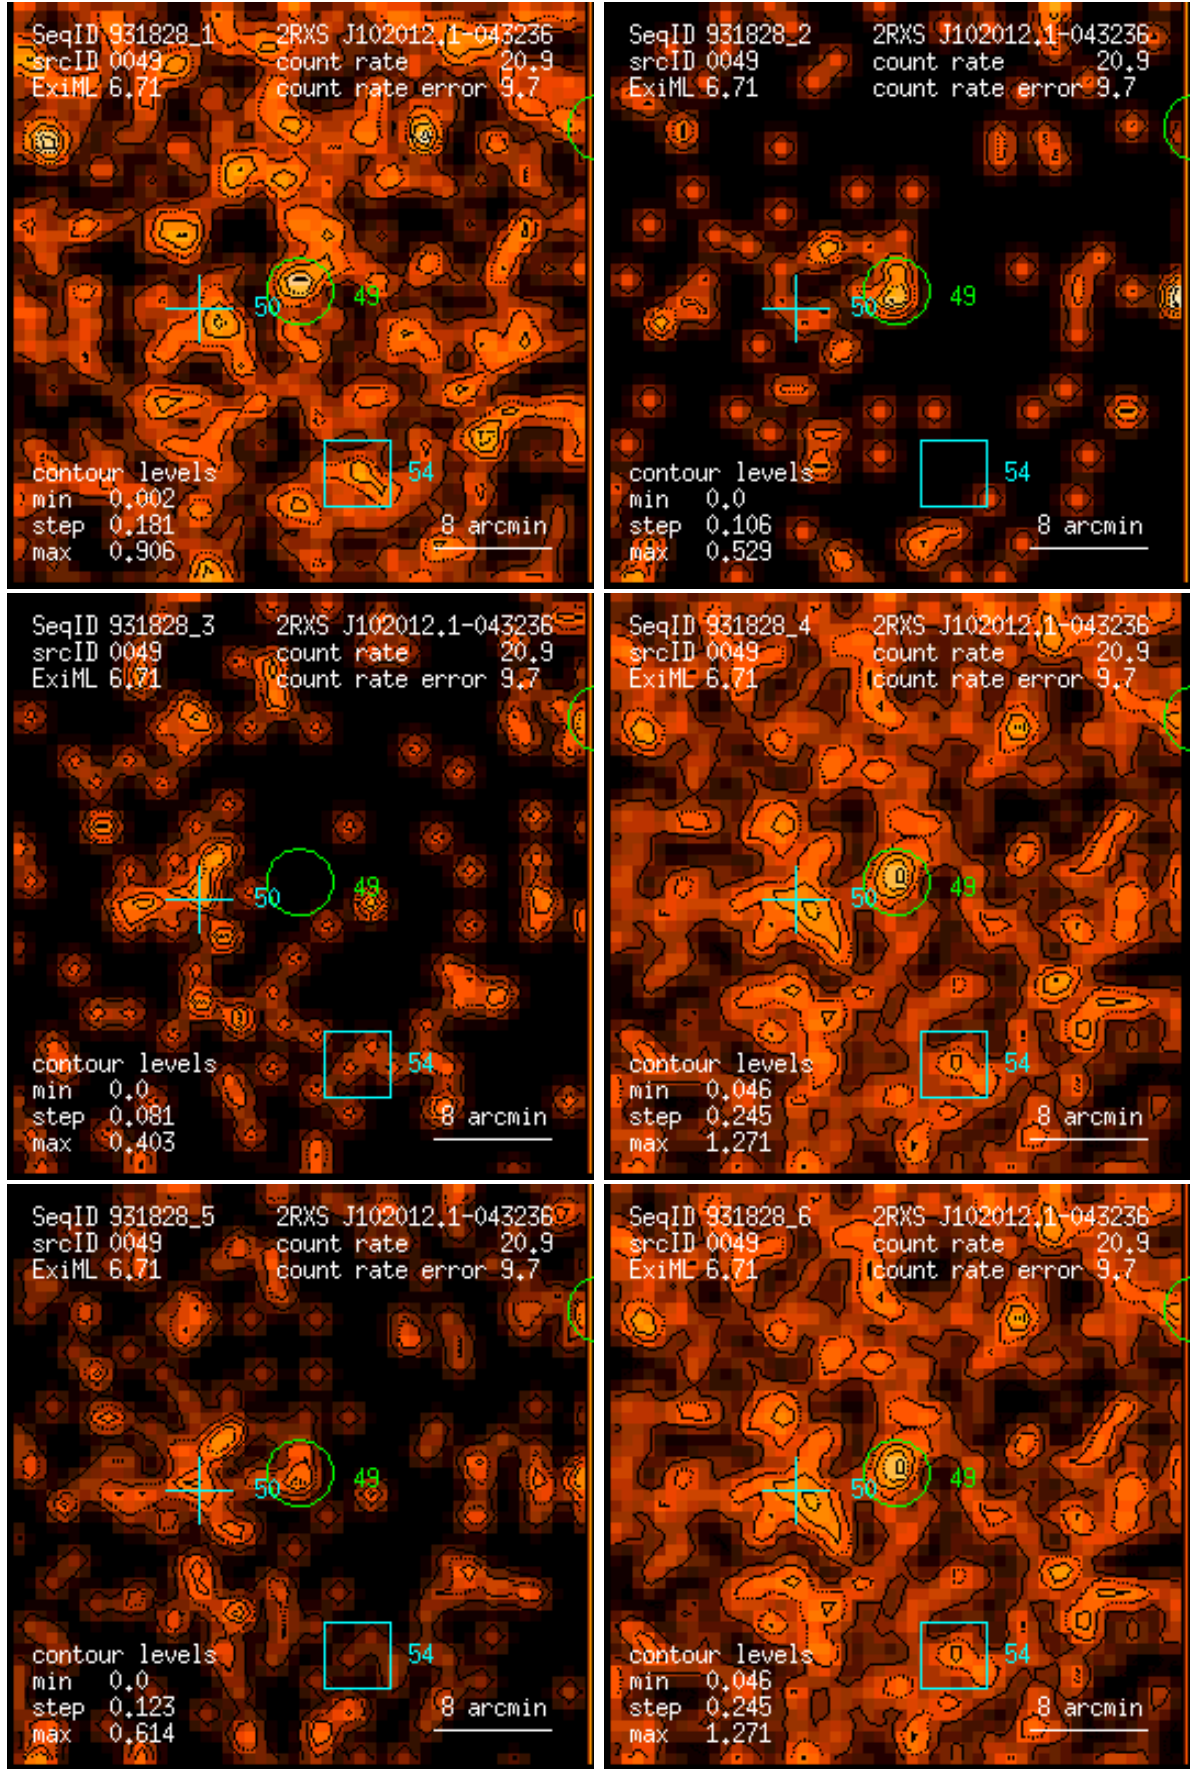 SeqID 931828_1 2RXS J102012.1-043236
srcID 0049 count rate 20.9
ExiML 6.71 count rate error 9.7
50 49
54
contour levels
min 0.002
step 0.181 8 arcmin
max 0.906
SeqID 931828_2 2RXS J102012.1-043236
srcID 0049 count rate 20.9
ExiML 6.71 count rate error 9.7
50 49
contour levels 54
min 0.0
step 0.106 8 arcmin
max 0.529
SeqID 931828_3 2RXS J102012.1-043236
srcID 0049 count rate 20.9
ExiML 6.71 count rate error 9.7
50 49
contour levels 54
min 0.0
step 0.081 8 arcmin
max 0.403
SeqID 931828_4 2RXS J102012.1-043236
srcID 0049 count rate 20.9
ExiML 6.71 count rate error 9.7
50 49
contour levels 54
min 0.046
step 0.245 8 arcmin
max 1.271
SeqID 931828_5 2RXS J102012.1-043236
srcID 0049 count rate 20.9
ExiML 6.71 count rate error 9.7
50 49
contour levels 54
min 0.0
step 0.123 8 arcmin
max 0.614
SeqID 931828_6 2RXS J102012.1-043236
srcID 0049 count rate 20.9
ExiML 6.71 count rate error 9.7
50 49
contour levels 54
min 0.046
step 0.245 8 arcmin
max 1.271